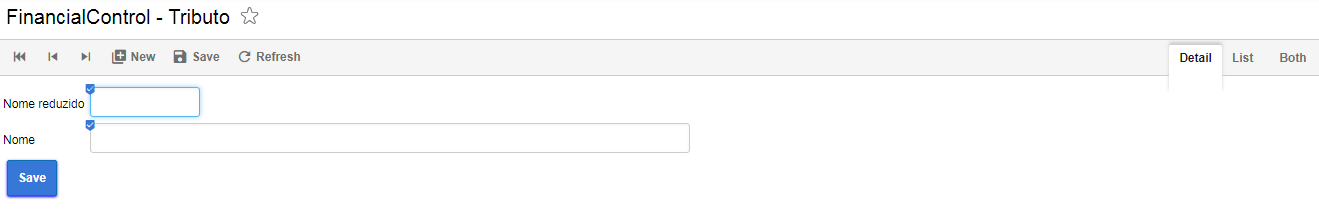 FinancialControl - Tributo
New Save Refresh Detail List Both
Nome reduzido
Nome
Save